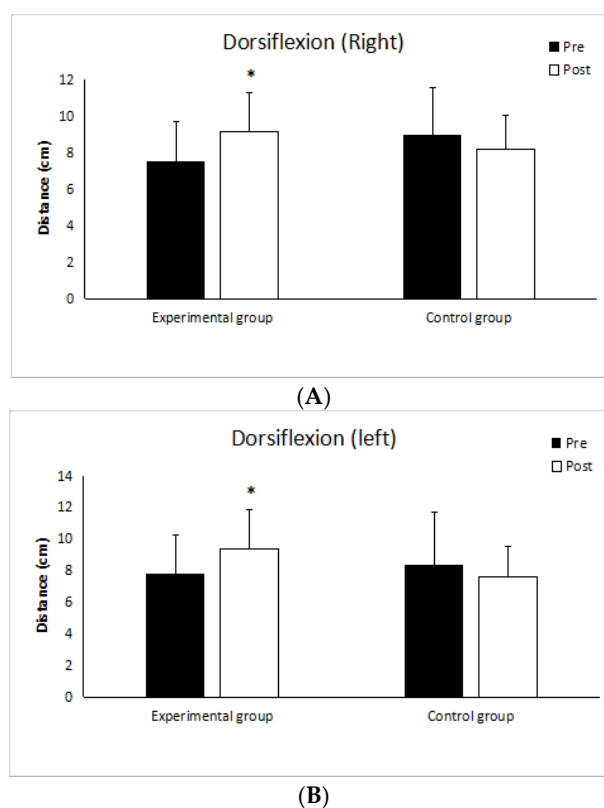 Dorsiflexion (Right)
Pre
Post
12
10
8
6
4
2
0
Distance (cm)
*
Experimental group
Control group
(A)
Dorsiflexion (left)
Pre
Post
14
12
10
8
6
4
2
0
Distance (cm)
*
Experimental group
Control group
(B)